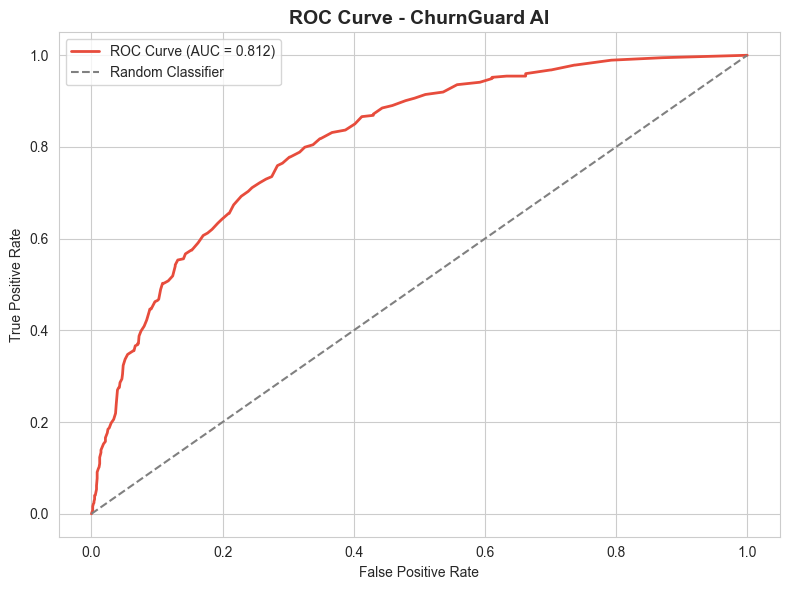 ROC Curve - ChurnGuard AI
ROC Curve (AUC = 0.812)
Random Classifier
True Positive Rate
1.0
0.8
0.6
0.4
0.2
0.0
0.0 0.2 0.4 0.6 0.8 1.0
False Positive Rate